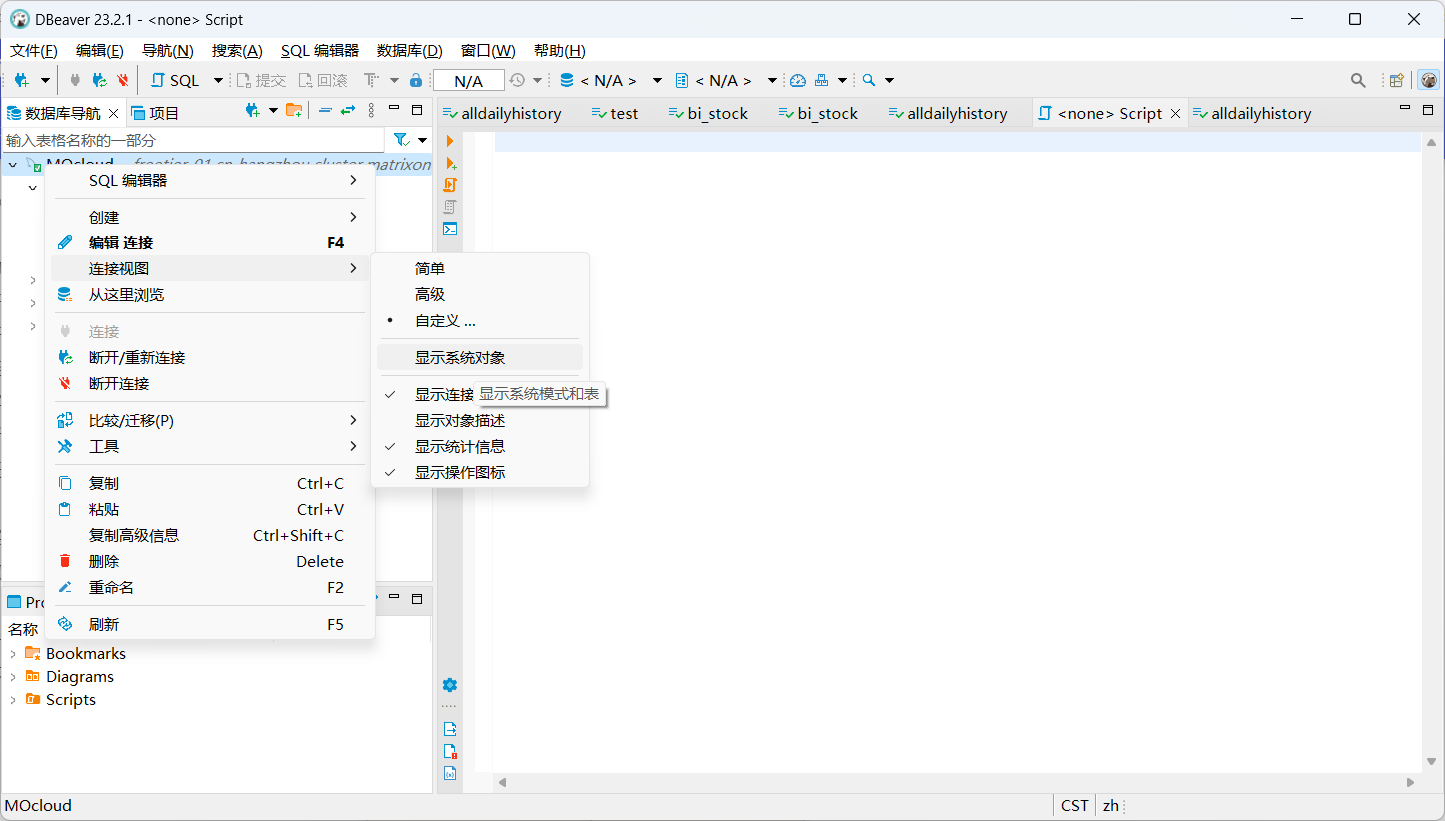 DBeaver 23.2.1 - <none> Script
文件(F) 编辑(E) 导航(N) 搜索(A) SQL 编辑器 数据库(D) 窗口(W) 帮助(H)
SQL 提交 回滚 N/A < N/A > < N/A >
数据库导航 项目
alldailyhistory test bi_stock bi_stock alldailyhistory <none> Script alldailyhistory
输入表格名称的一部分
MOcloud
SQL 编辑器
创建
编辑 连接 F4
连接视图
从这里浏览
连接
断开/重新连接
断开连接
比较/迁移(P)
工具
复制 Ctrl+C
粘贴 Ctrl+V
复制高级信息 Ctrl+Shift+C
删除 Delete
重命名 F2
刷新 F5
简单
高级
自定义 ...
显示系统对象
显示连接
显示系统模式和表
显示对象描述
显示统计信息
显示操作图标
名称
Bookmarks
Diagrams
Scripts
MOcloud CST zh